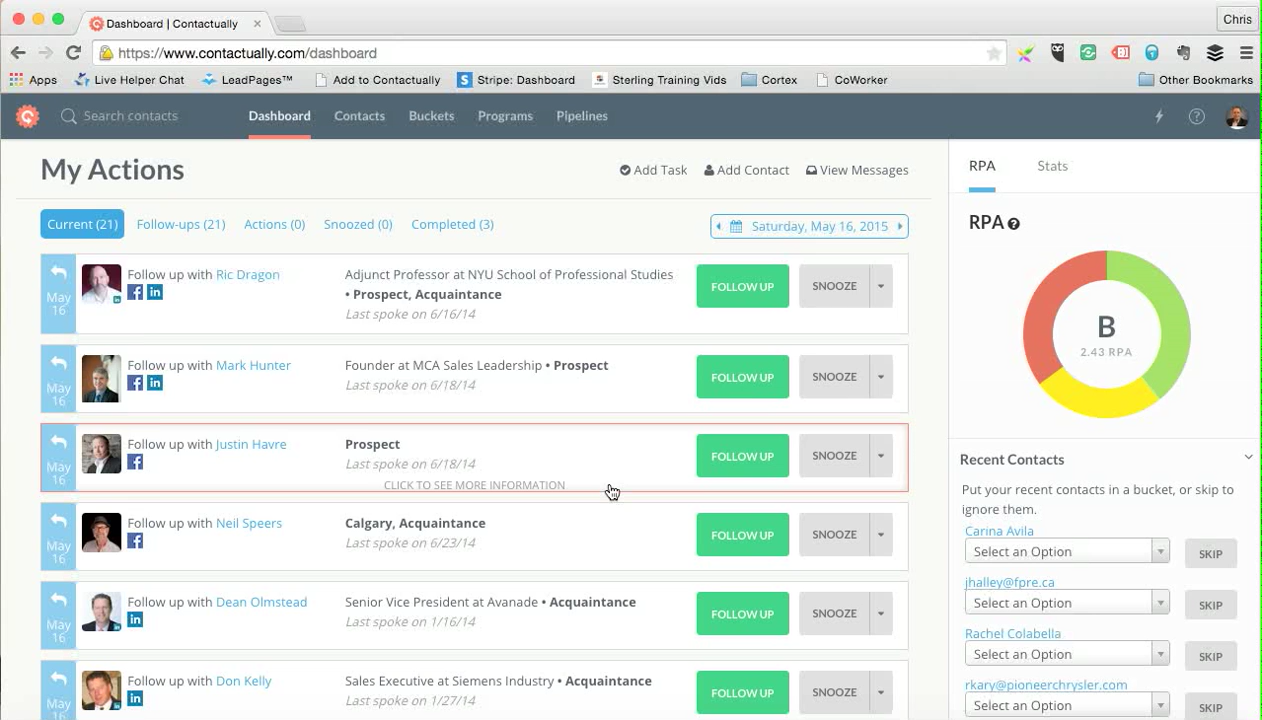 Dashboard | Contactually
Chris
https://www.contactually.com/dashboard
Apps
Live Helper Chat
LeadPages™
Add to Contactually
Stripe: Dashboard
Sterling Training Vids
Cortex
CoWorker
Other Bookmarks
Search contacts
Dashboard
Contacts
Buckets
Programs
Pipelines
My Actions
Add Task
Add Contact
View Messages
RPA
Stats
Current (21)
Follow-ups (21)
Actions (0)
Snoozed (0)
Completed (3)
Saturday, May 16, 2015
RPA
B
2.43 RPA
May
16
Follow up with Ric Dragon
Adjunct Professor at NYU School of Professional Studies
• Prospect, Acquaintance
Last spoke on 6/16/14
FOLLOW UP
SNOOZE
May
16
Follow up with Mark Hunter
Founder at MCA Sales Leadership • Prospect
Last spoke on 6/18/14
FOLLOW UP
SNOOZE
May
16
Follow up with Justin Havre
Prospect
Last spoke on 6/18/14
CLICK TO SEE MORE INFORMATION
FOLLOW UP
SNOOZE
May
16
Follow up with Neil Speers
Calgary, Acquaintance
Last spoke on 6/23/14
FOLLOW UP
SNOOZE
May
16
Follow up with Dean Olmstead
Senior Vice President at Avanade • Acquaintance
Last spoke on 1/16/14
FOLLOW UP
SNOOZE
May
16
Follow up with Don Kelly
Sales Executive at Siemens Industry • Acquaintance
Last spoke on 1/27/14
FOLLOW UP
SNOOZE
Recent Contacts
Put your recent contacts in a bucket, or skip to
ignore them.
Carina Avila
Select an Option
SKIP
jhalley@fpre.ca
Select an Option
SKIP
Rachel Colabella
Select an Option
SKIP
rkary@pioneerchrysler.com
Select an Option
SKIP